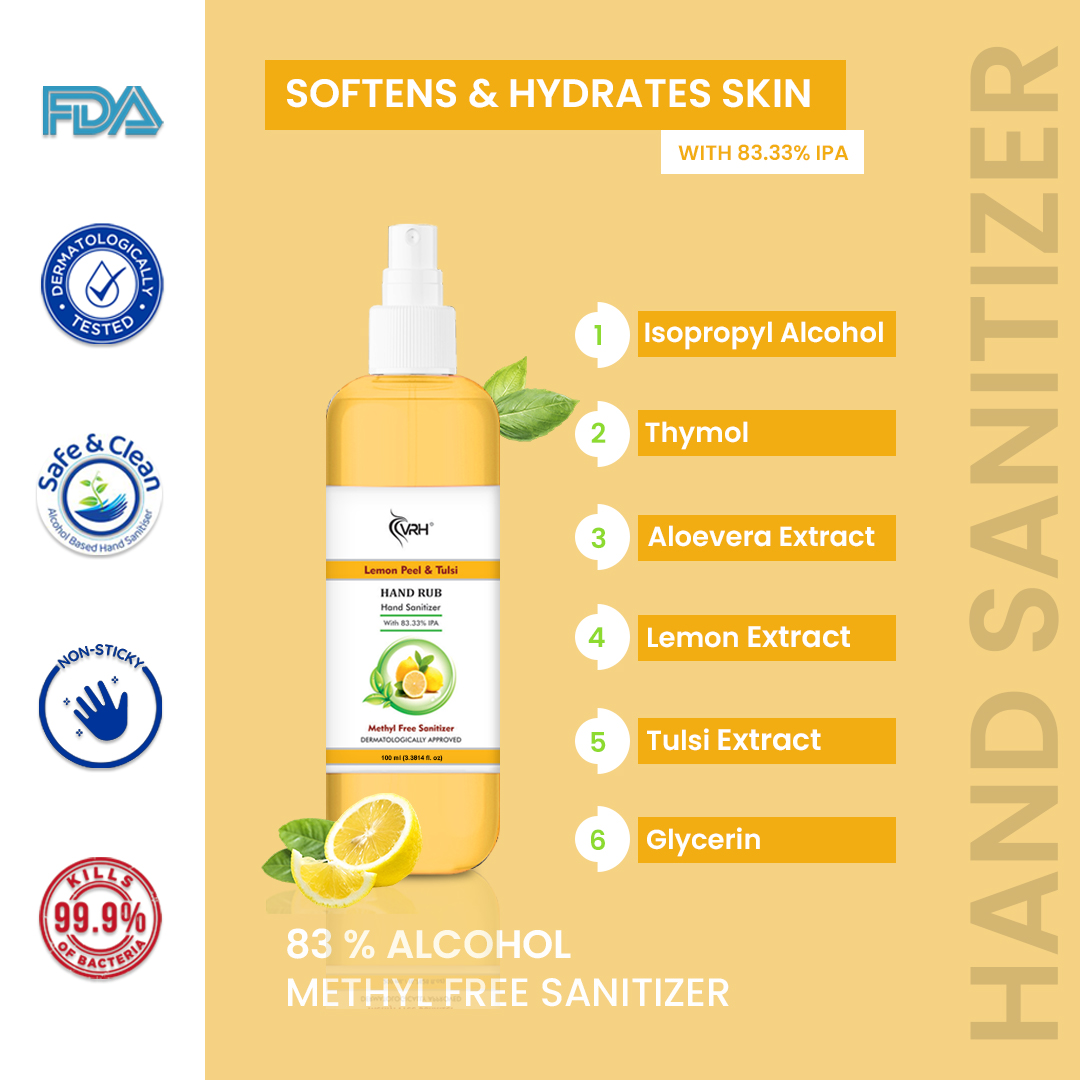 FDA
DERMATOLOGICALLY
TESTED
Safe & Clean
Alcohol Based Hand Sanitiser
NON-STICKY
KILLS
99.9%
OF BACTERIA
SOFTENS & HYDRATES SKIN
WITH 83.33% IPA
VRH®
Lemon Peel & Tulsi
HAND RUB
Hand Sanitizer
With 83.33% IPA
Methyl Free Sanitizer
DERMATOLOGICALLY APPROVED
100 ml (3.3814 fl. oz)
1 Isopropyl Alcohol
2 Thymol
3 Aloevera Extract
4 Lemon Extract
5 Tulsi Extract
6 Glycerin
83 % ALCOHOL
METHYL FREE SANITIZER
HAND SANITIZER